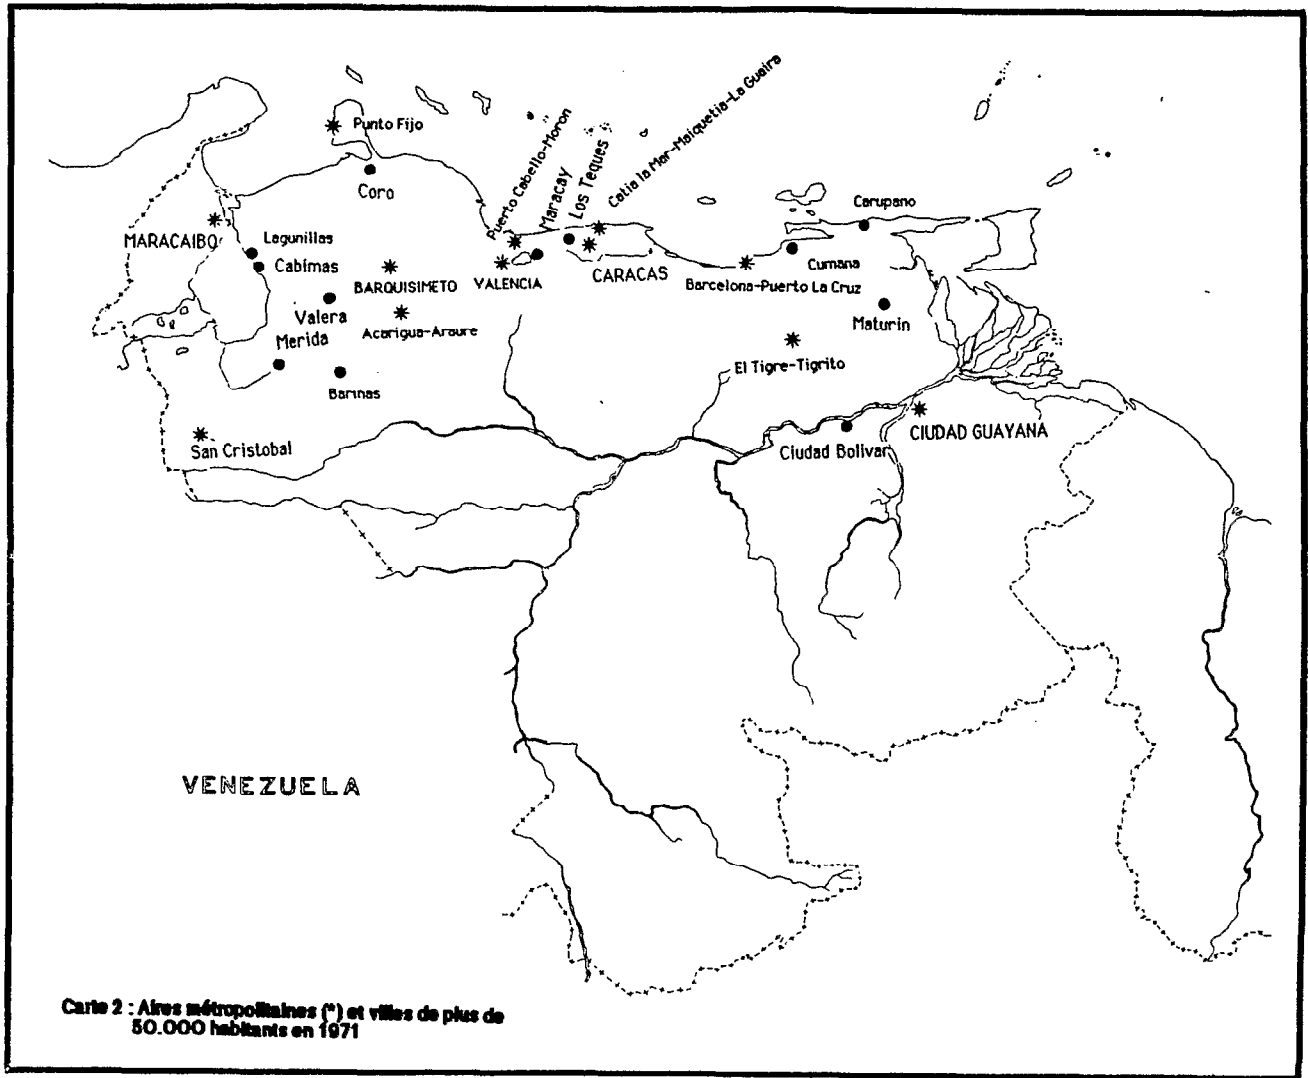 Punto Fijo
Coro
Puerto Cabello-Moron
Maracay
Los Teques
Catia la Mar-Maiquetia-La Guaira
Carupano
MARACAIBO
Lagunillas
Cabimas
BARQUISIMETO
VALENCIA
CARACAS
Barcelona-Puerto La Cruz
Cumana
Valera
Acarigua-Araure
Maturin
Merida
El Tigre-Tigrito
Barinas
San Cristobal
Ciudad Bolivar
CIUDAD GUAYANA
VENEZUELA
Carte 2 : Aires métropolitaines (*) et villes de plus de
50.000 habitants en 1971